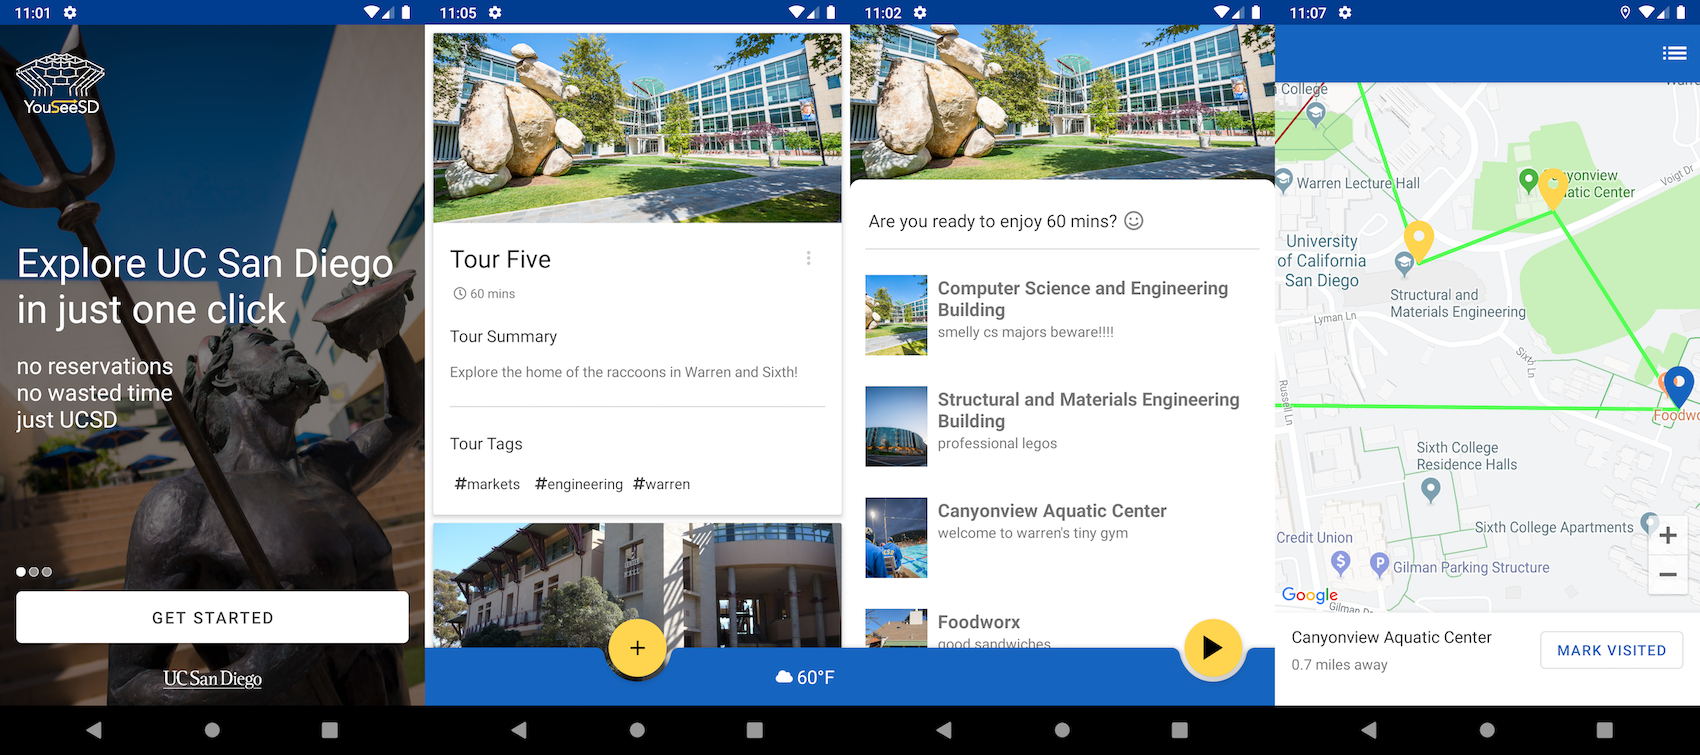 11:01
YouSeeSD
Explore UC San Diego
in just one click
no reservations
no wasted time
just UCSD
GET STARTED
UC San Diego
11:05
Tour Five
60 mins
Tour Summary
Explore the home of the raccoons in Warren and Sixth!
Tour Tags
#markets #engineering #warren
+
60°F
11:02
Are you ready to enjoy 60 mins?
Computer Science and Engineering
Building
smelly cs majors beware!!!!
Structural and Materials Engineering
Building
professional legos
Canyonview Aquatic Center
welcome to warren's tiny gym
Foodworx
good sandwiches
11:07
College
Warren Lecture Hall
yonview
atic Center
Voigt Dr
University
of California
San Diego
Structural and
Materials Engineering
Lyman Ln
Sixth Ln
Russell Ln
Foodwo
Sixth College
Residence Halls
Sixth College Apartments
Credit Union
$
P
Gilman Parking Structure
+
−
Google
Gilman Dr
Canyonview Aquatic Center
0.7 miles away
MARK VISITED